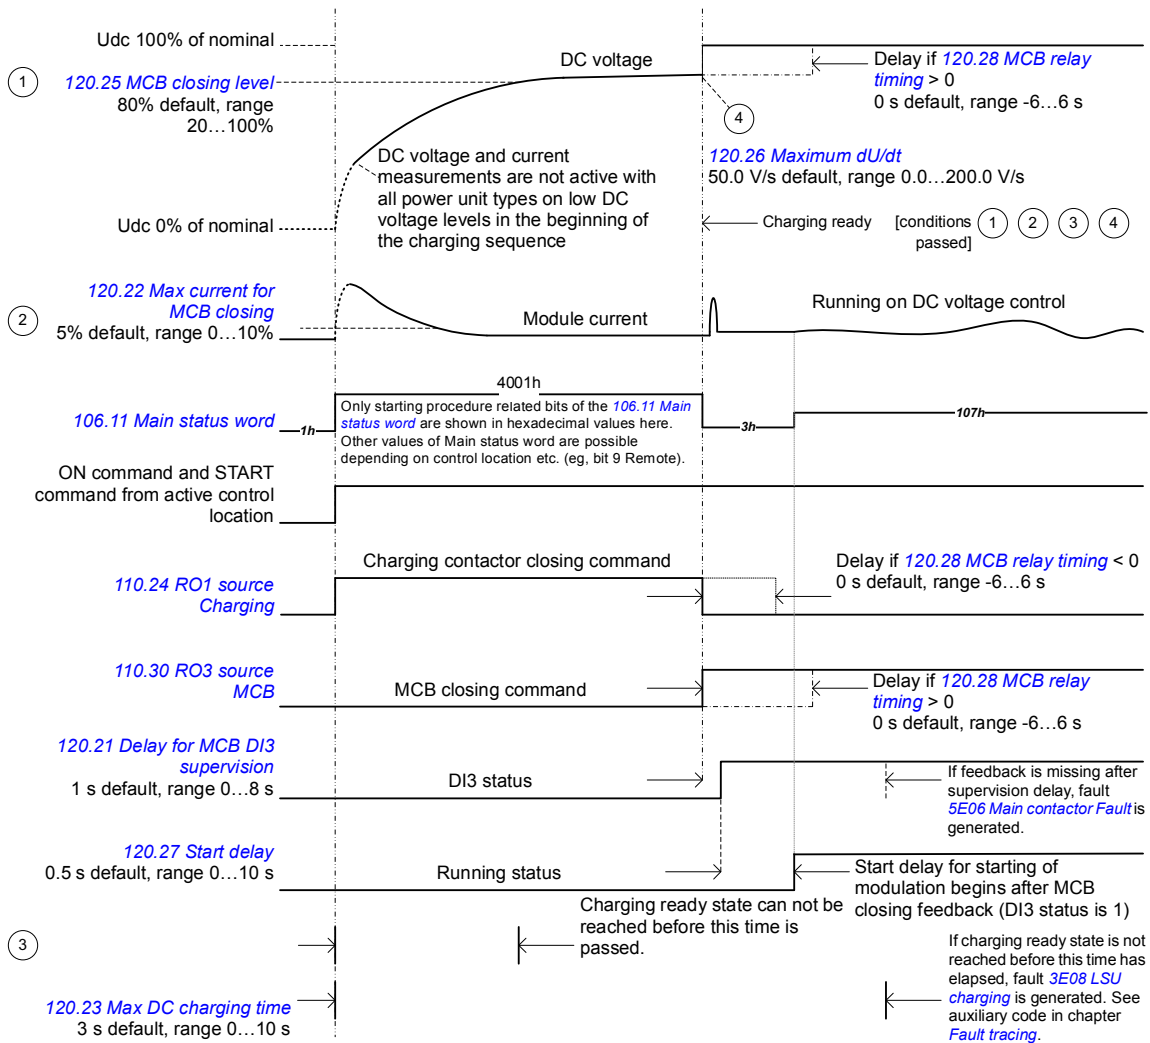 Udc 100% of nominal
DC voltage
Delay if 120.28 MCB relay
timing > 0
0 s default, range -6…6 s
1
120.25 MCB closing level
80% default, range
20…100%
4
DC voltage and current
measurements are not active with
all power unit types on low DC
voltage levels in the beginning of
the charging sequence
120.26 Maximum dU/dt
50.0 V/s default, range 0.0…200.0 V/s
Udc 0% of nominal
Charging ready
[conditions
passed]
1 2 3 4
120.22 Max current for
MCB closing
5% default, range 0…10%
2
Module current
Running on DC voltage control
4001h
106.11 Main status word
1h
Only starting procedure related bits of the 106.11 Main
status word are shown in hexadecimal values here.
Other values of Main status word are possible
depending on control location etc. (eg, bit 9 Remote).
3h
107h
ON command and START
command from active control
location
Charging contactor closing command
Delay if 120.28 MCB relay timing < 0
0 s default, range -6…6 s
110.24 RO1 source
Charging
110.30 RO3 source
MCB
MCB closing command
Delay if 120.28 MCB relay
timing > 0
0 s default, range -6…6 s
120.21 Delay for MCB DI3
supervision
1 s default, range 0…8 s
DI3 status
If feedback is missing after
supervision delay, fault
5E06 Main contactor Fault is
generated.
120.27 Start delay
0.5 s default, range 0…10 s
Running status
Start delay for starting of
modulation begins after MCB
closing feedback (DI3 status is 1)
Charging ready state can not be
reached before this time is
passed.
3
If charging ready state is not
reached before this time has
elapsed, fault 3E08 LSU
charging is generated. See
auxiliary code in chapter
Fault tracing.
120.23 Max DC charging time
3 s default, range 0…10 s